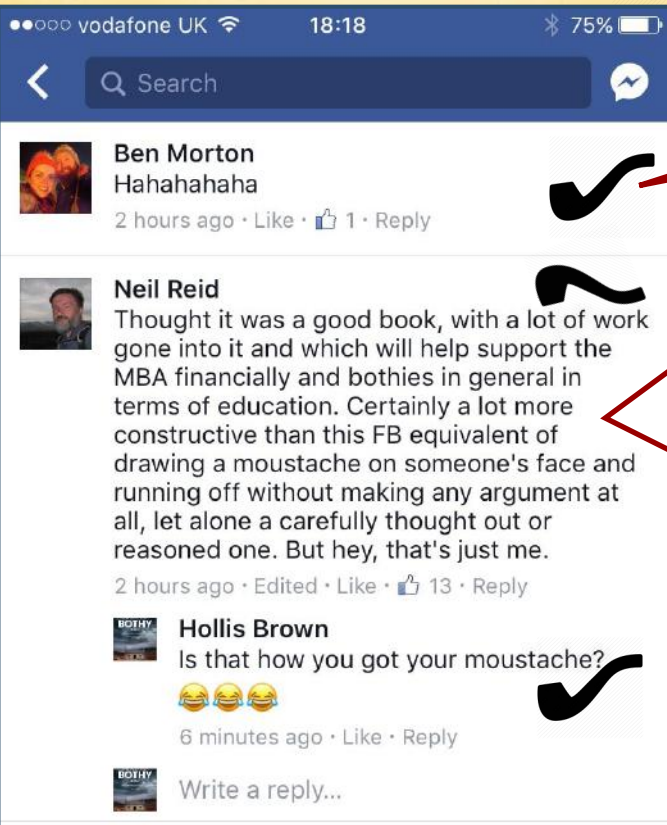 vodafone UK 18:18 75%
Search
Ben Morton
Hahahahaha
2 hours ago · Like · 1 · Reply
Neil Reid
Thought it was a good book, with a lot of work
gone into it and which will help support the
MBA financially and bothies in general in
terms of education. Certainly a lot more
constructive than this FB equivalent of
drawing a moustache on someone's face and
running off without making any argument at
all, let alone a carefully thought out or
reasoned one. But hey, that's just me.
2 hours ago · Edited · Like · 13 · Reply
BOTHY
Hollis Brown
Is that how you got your moustache?
😂😂😂
6 minutes ago · Like · Reply
BOTHY
Write a reply...